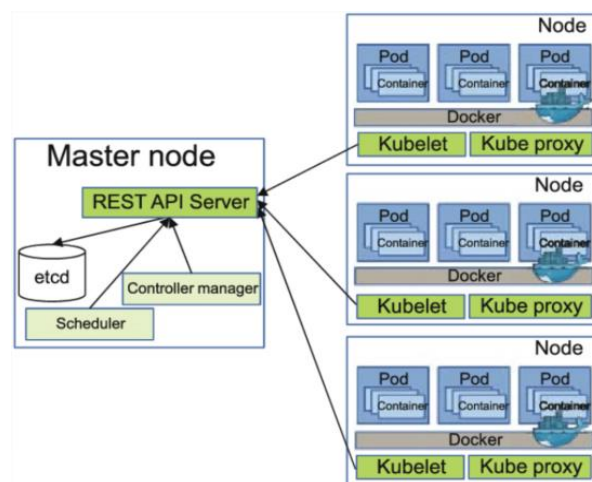 Master node
REST API Server
etcd
Controller manager
Scheduler
Node
Pod Pod Pod
Container Container Container
Docker
Kubelet Kube proxy
Node
Pod Pod Pod
Container Container Container
Docker
Kubelet Kube proxy
Node
Pod Pod Pod
Container Container Container
Docker
Kubelet Kube proxy